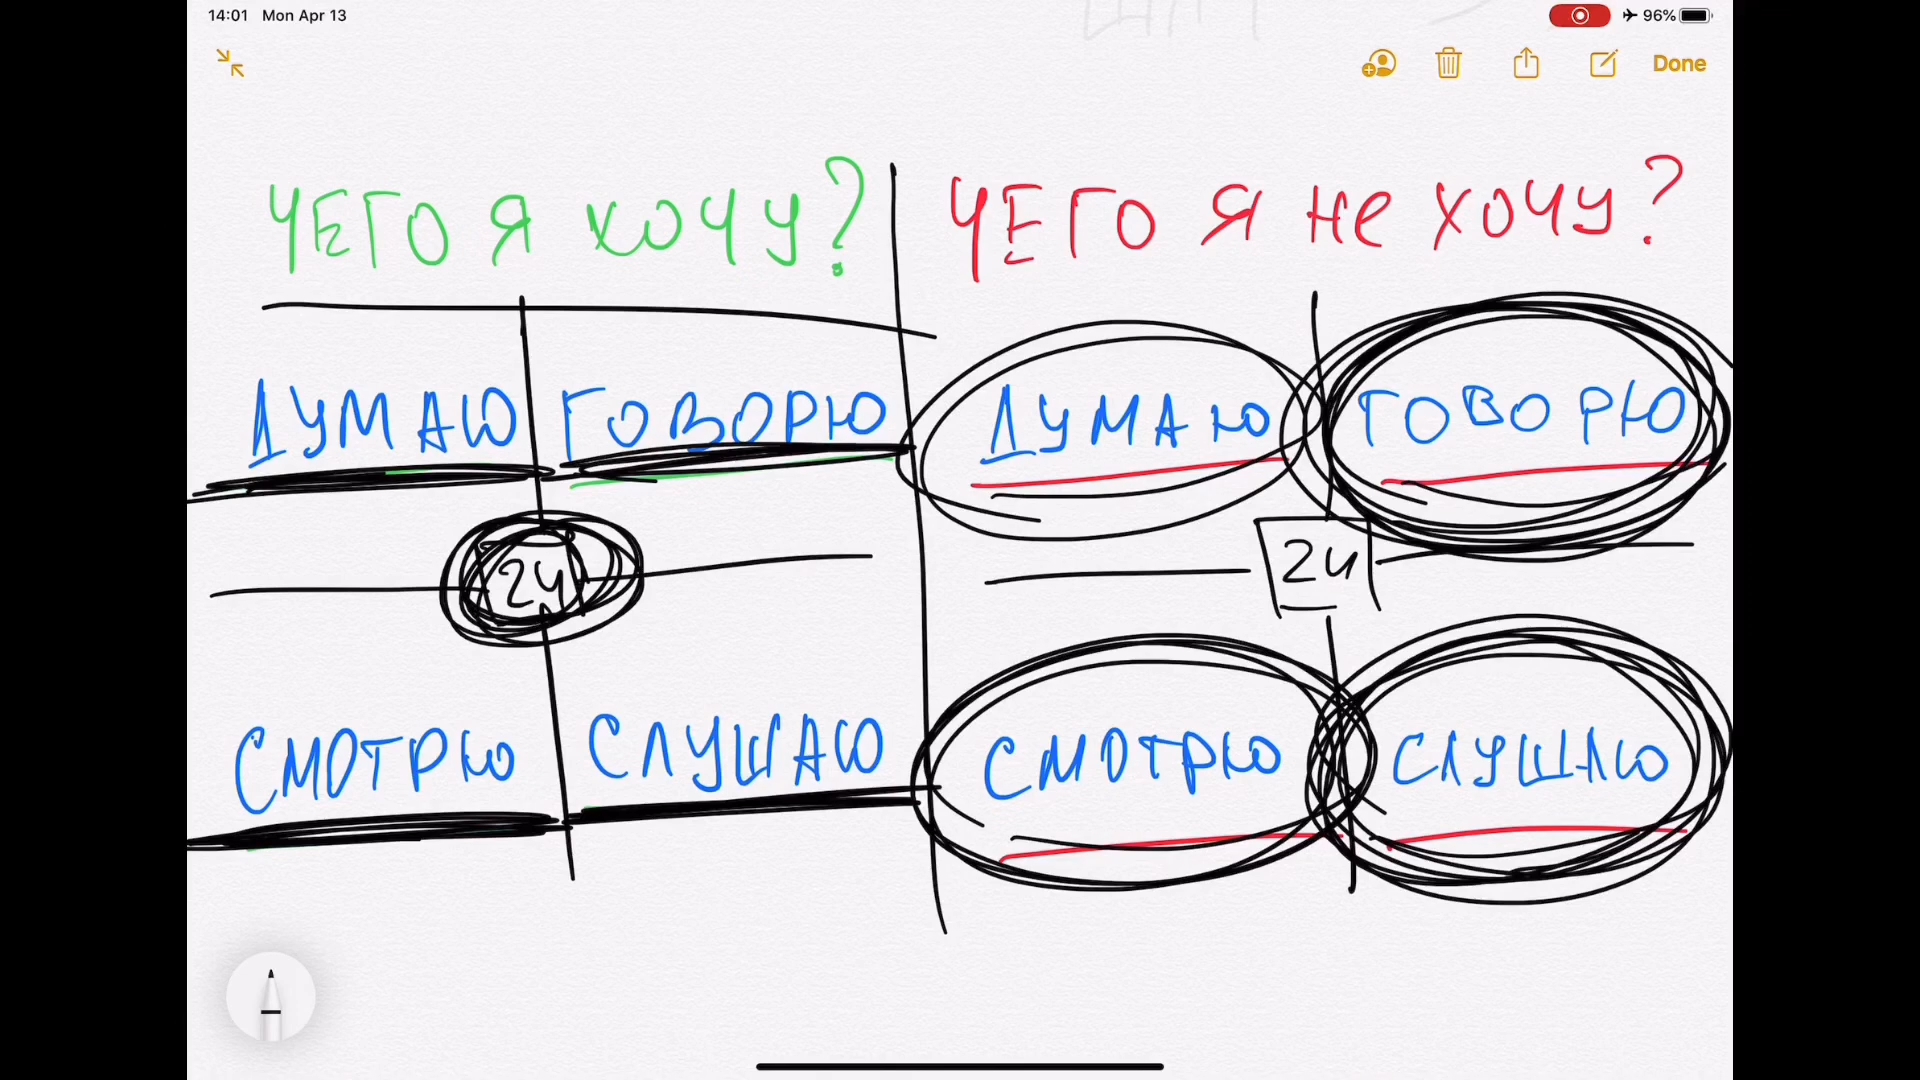 14:01 Mon Apr 13
96%
Done
ЧЕГО Я ХОЧУ? ЧЕГО Я НЕ ХОЧУ?
ДУМАЮ ГОВОРЮ ДУМАЮ ГОВОРЮ
24 24
СМОТРЮ СЛУШАЮ СМОТРЮ СЛУШАЮ